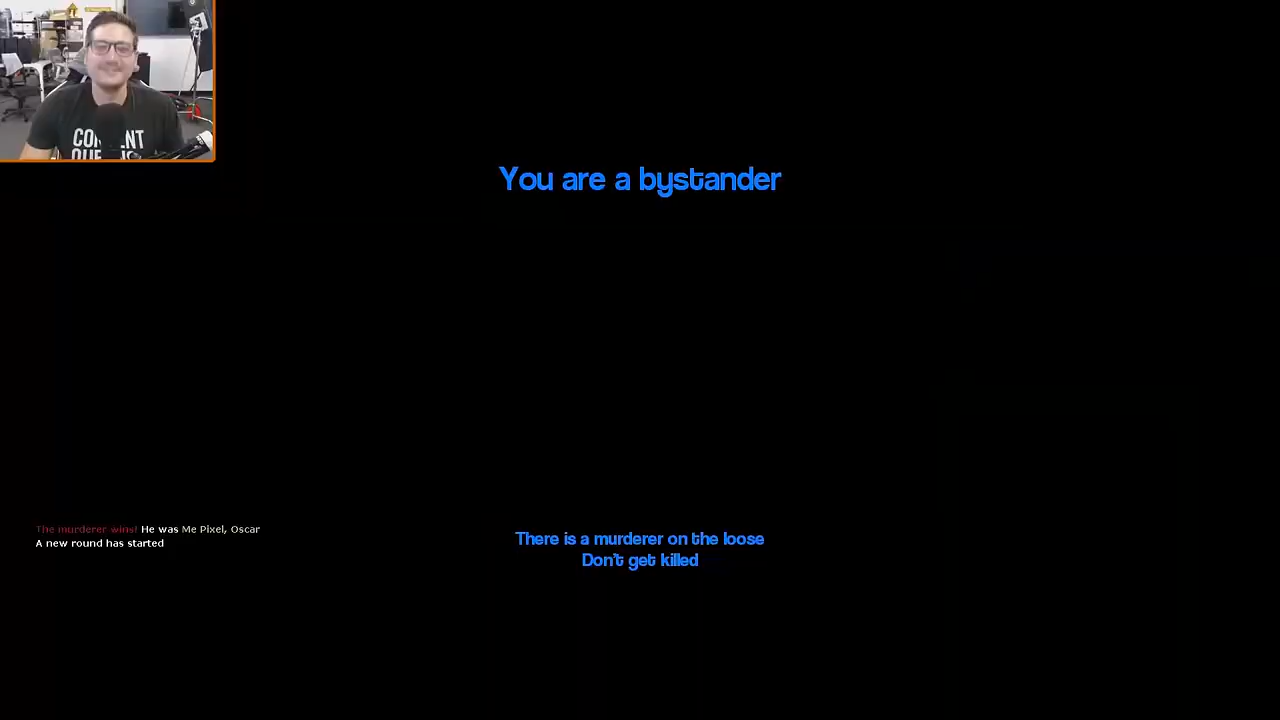 You are a bystander
The murderer wins! He was Me Pixel, Oscar
A new round has started
There is a murderer on the loose
Don't get killed